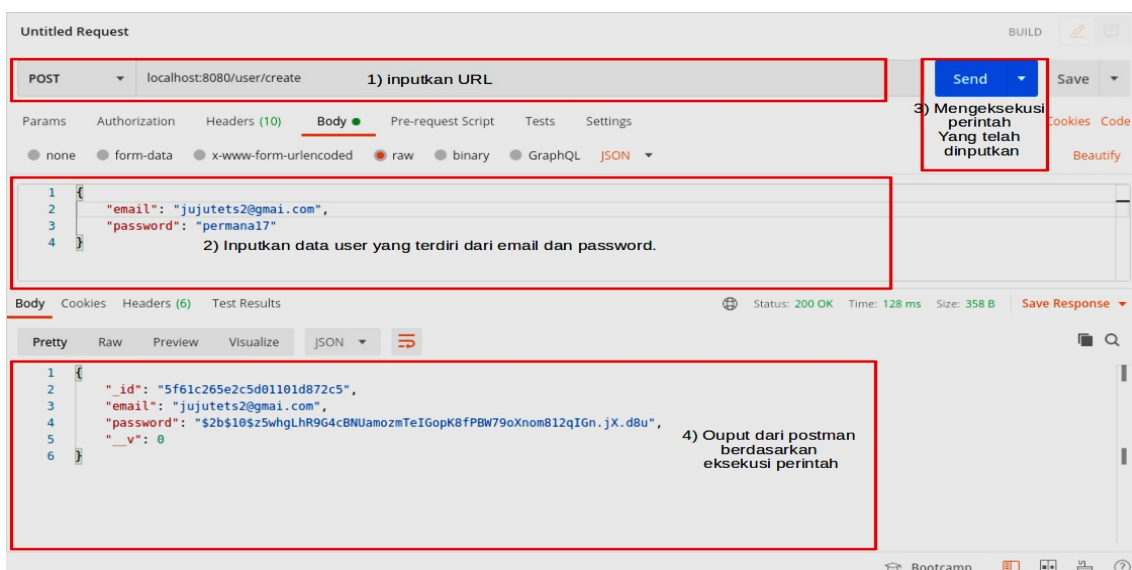 Untitled Request
BUILD
POST
localhost:8080/user/create
1) inputkan URL
Send
Save
Params
Authorization
Headers (10)
Body
Pre-request Script
Tests
Settings
3) Mengeksekusi
perintah
Yang telah
dinputkan
Cookies Code
none
form-data
x-www-form-urlencoded
raw
binary
GraphQL
JSON
Beautify
1 {
2 "email": "jujutets2@gmai.com",
3 "password": "permana17"
4 }
2) Inputkan data user yang terdiri dari email dan password.
Body
Cookies
Headers (6)
Test Results
Status: 200 OK
Time: 128 ms
Size: 358 B
Save Response
Pretty
Raw
Preview
Visualize
JSON
1 {
2 "_id": "5f61c265e2c5d01101d872c5",
3 "email": "jujutets2@gmai.com",
4 "password": "$2b$10$z5whgLhR9G4cBNUamozmTeIGopK8fPBW79oXnom812qIGn.jX.d8u",
5 "__v": 0
6 }
4) Ouput dari postman
berdasarkan
eksekusi perintah
Bootcamp